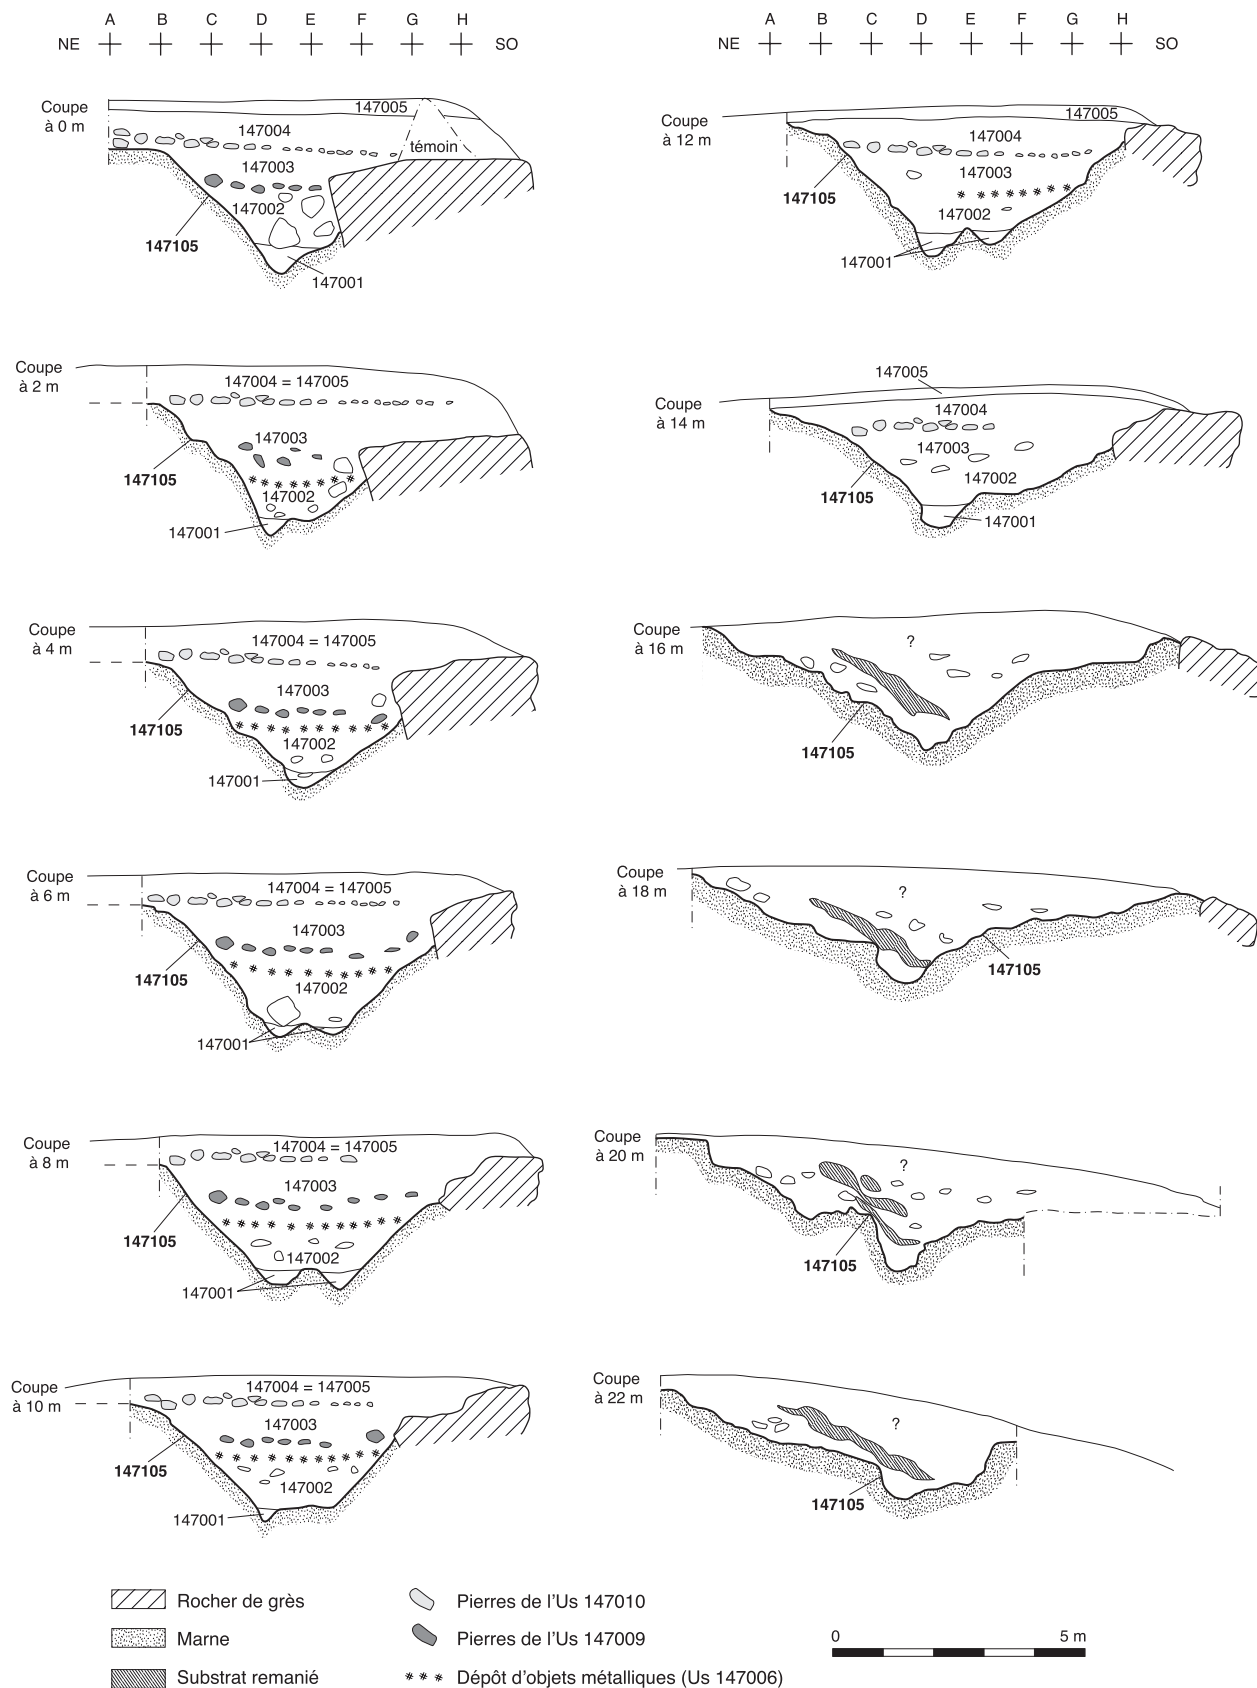 A B C D E F G H
NE SO
A B C D E F G H
NE SO
Coupe
à 0 m
147005
147004
témoin
147003
147002
147105
147001
Coupe
à 2 m
147004 = 147005
147003
147105
147002
147001
Coupe
à 4 m
147004 = 147005
147003
147105
147002
147001
Coupe
à 6 m
147004 = 147005
147003
147105
147002
147001
Coupe
à 8 m
147004 = 147005
147003
147105
147002
147001
Coupe
à 10 m
147004 = 147005
147003
147105
147002
147001
Coupe
à 12 m
147005
147004
147003
147105
147002
147001
Coupe
à 14 m
147005
147004
147003
147002
147105
147001
Coupe
à 16 m
?
147105
Coupe
à 18 m
?
147105
Coupe
à 20 m
?
147105
Coupe
à 22 m
?
147105
Rocher de grès
Marne
Substrat remanié
Pierres de l'Us 147010
Pierres de l'Us 147009
Dépôt d'objets métalliques (Us 147006)
0 5 m